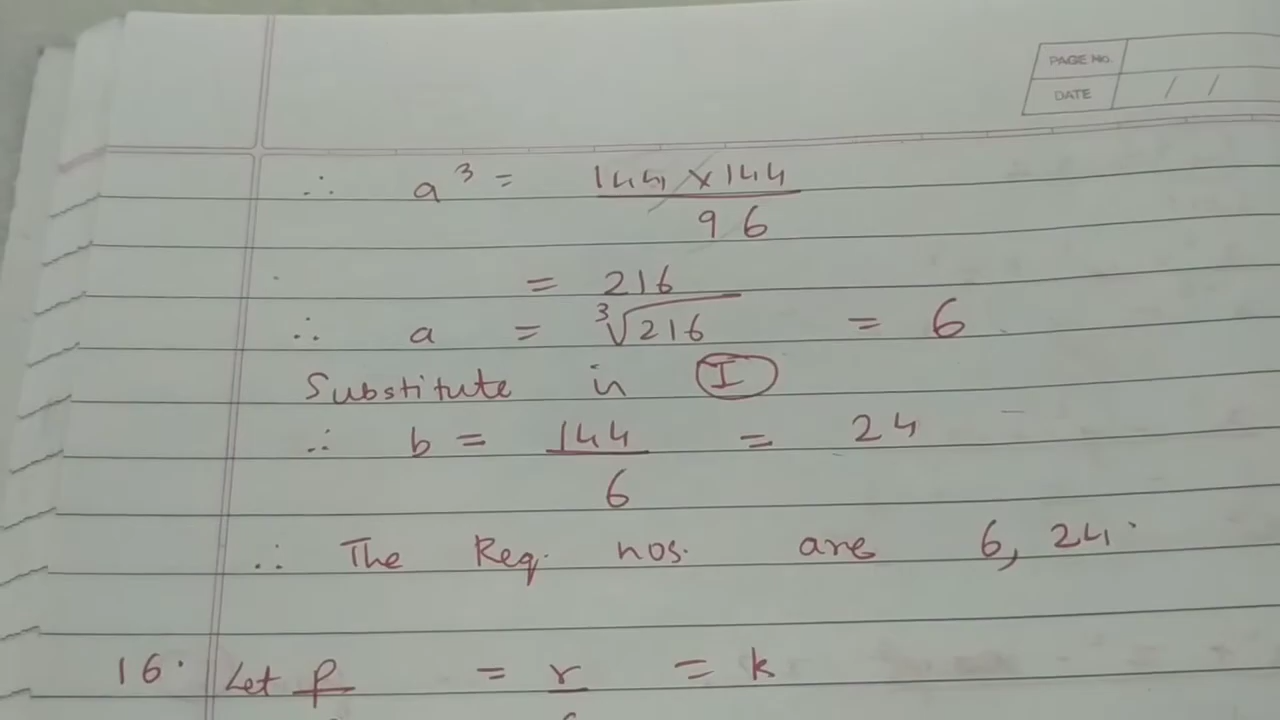 PAGE No.
DATE / /
∴ a³ = 144 × 144 / 96
= 216
∴ a = ∛216 = 6
Substitute in (I)
∴ b = 144 / 6 = 24
∴ The Req. nos. are 6, 24.
16. Let p = r = k